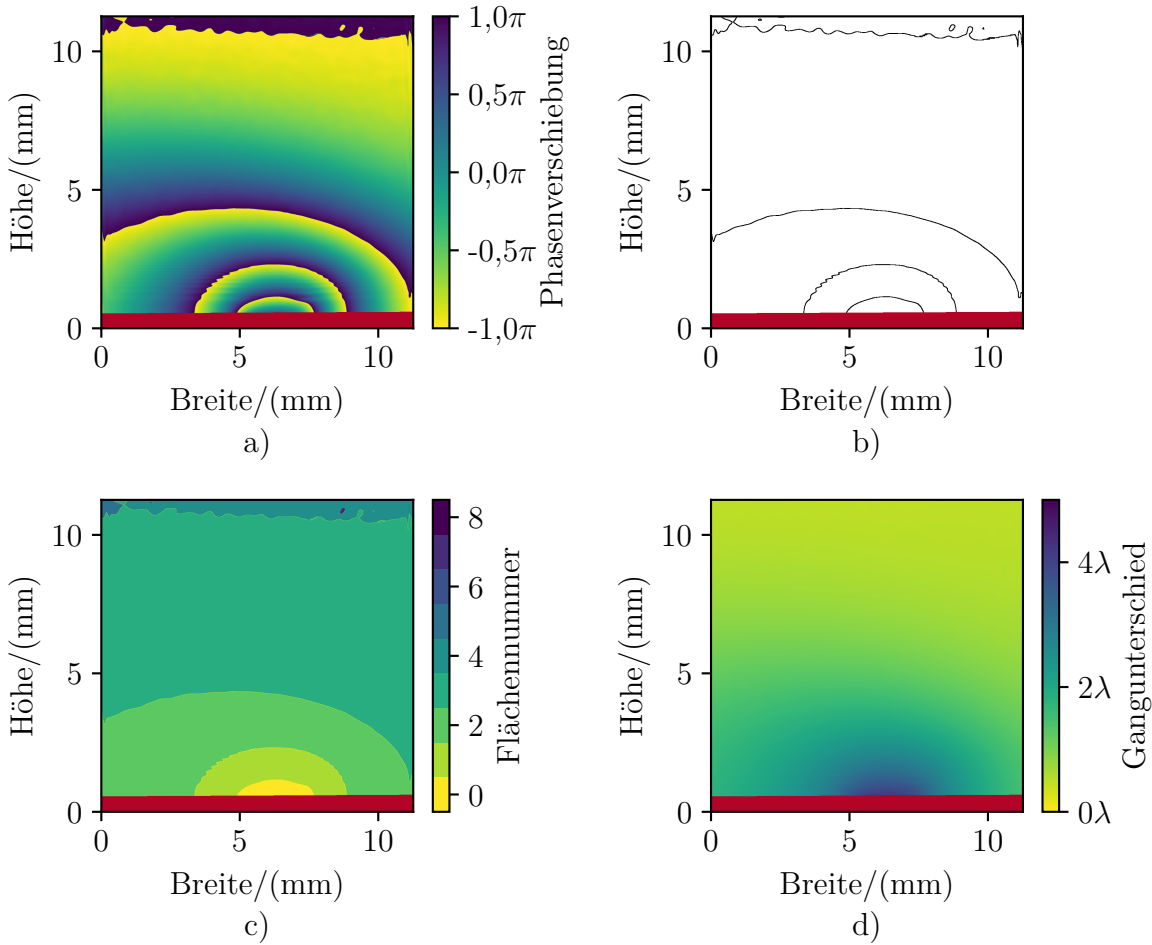 10
5
0
0
5
10
Höhe/(mm)
Breite/(mm)
1,0π
0,5π
0,0π
-0,5π
-1,0π
Phasenverschiebung
a)
10
5
0
0
5
10
Höhe/(mm)
Breite/(mm)
b)
10
5
0
0
5
10
Höhe/(mm)
Breite/(mm)
8
6
4
2
0
Flächennummer
c)
10
5
0
0
5
10
Höhe/(mm)
Breite/(mm)
4λ
2λ
0λ
Gangunterschied
d)